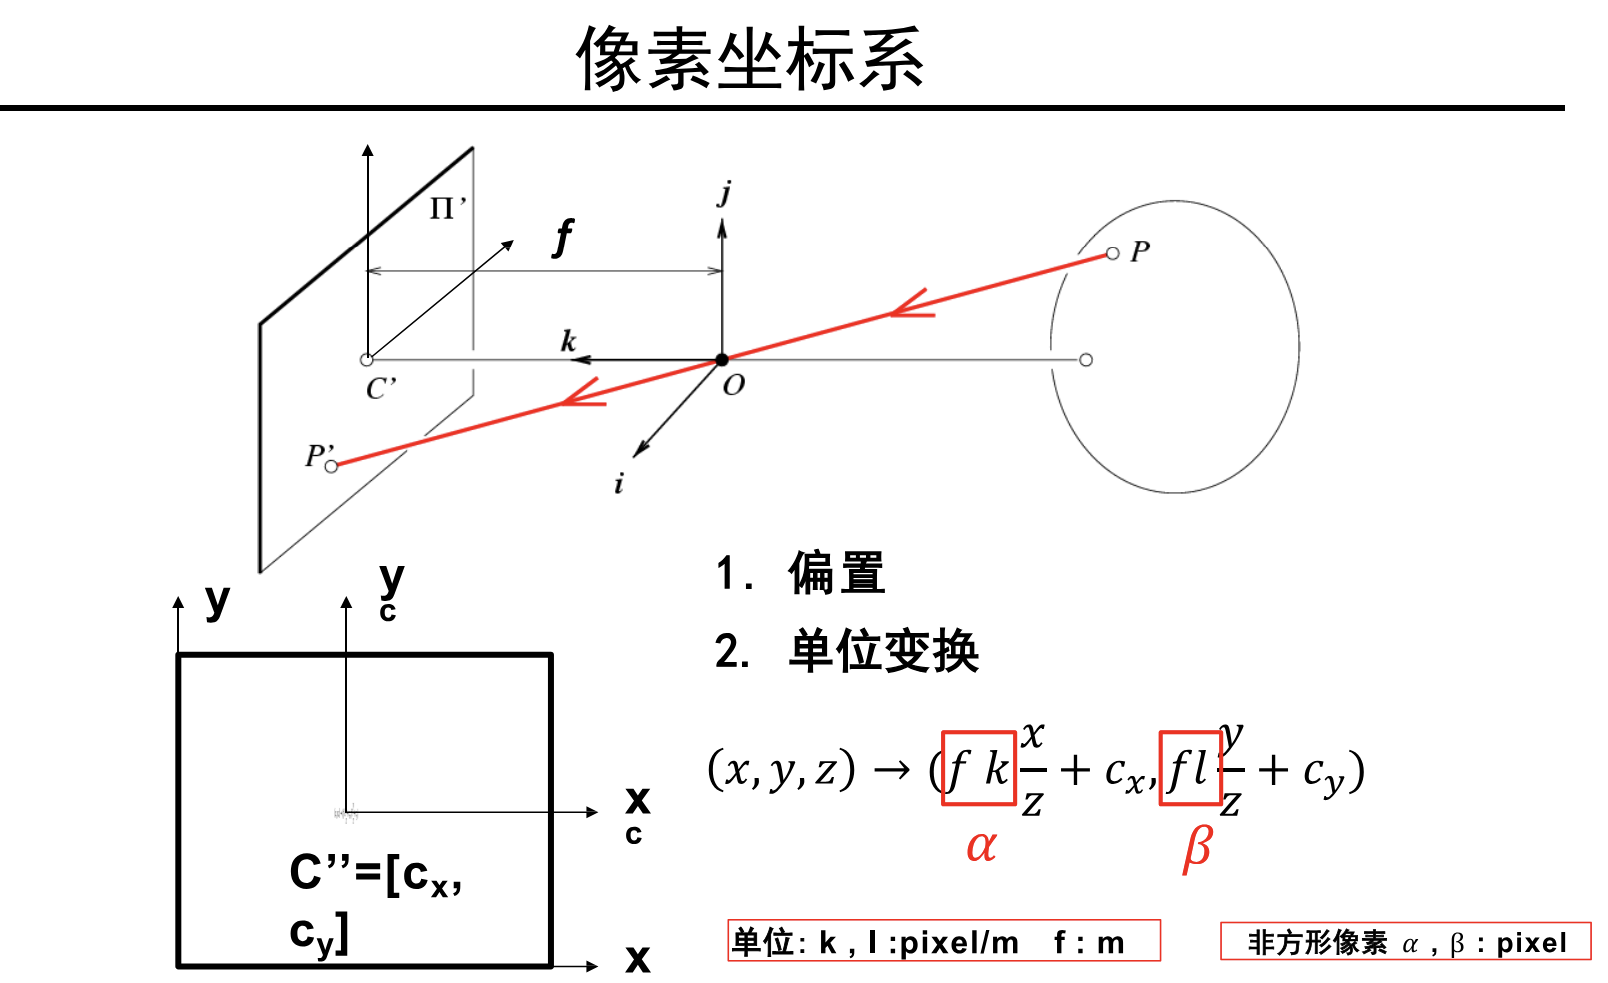 像素坐标系
Π’
f
j
P
k
C’
O
P’
i
y
y
c
x
c
C’’=[cx,
cy]
x
1. 偏置
2. 单位变换
(x, y, z) → (f k x/z + cx, fl y/z + cy)
α
β
单位: k , l :pixel/m f : m
非方形像素 α , β : pixel